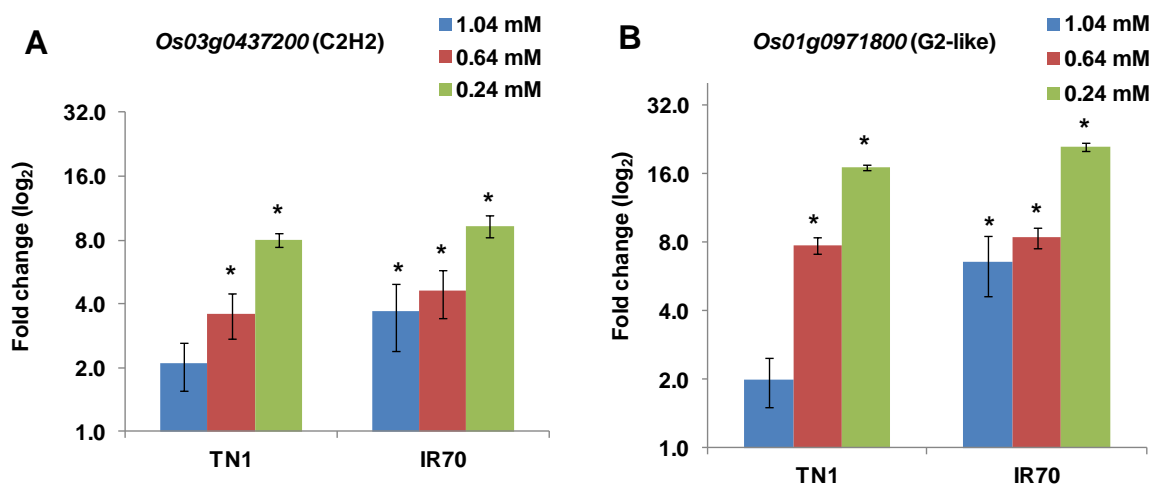 A
Os03g0437200 (C2H2)
1.04 mM
0.64 mM
0.24 mM
Fold change (log2)
32.0
16.0
8.0
4.0
2.0
1.0
*
*
*
*
*
TN1
IR70
B
Os01g0971800 (G2-like)
1.04 mM
0.64 mM
0.24 mM
Fold change (log2)
32.0
16.0
8.0
4.0
2.0
1.0
*
*
*
*
*
TN1
IR70